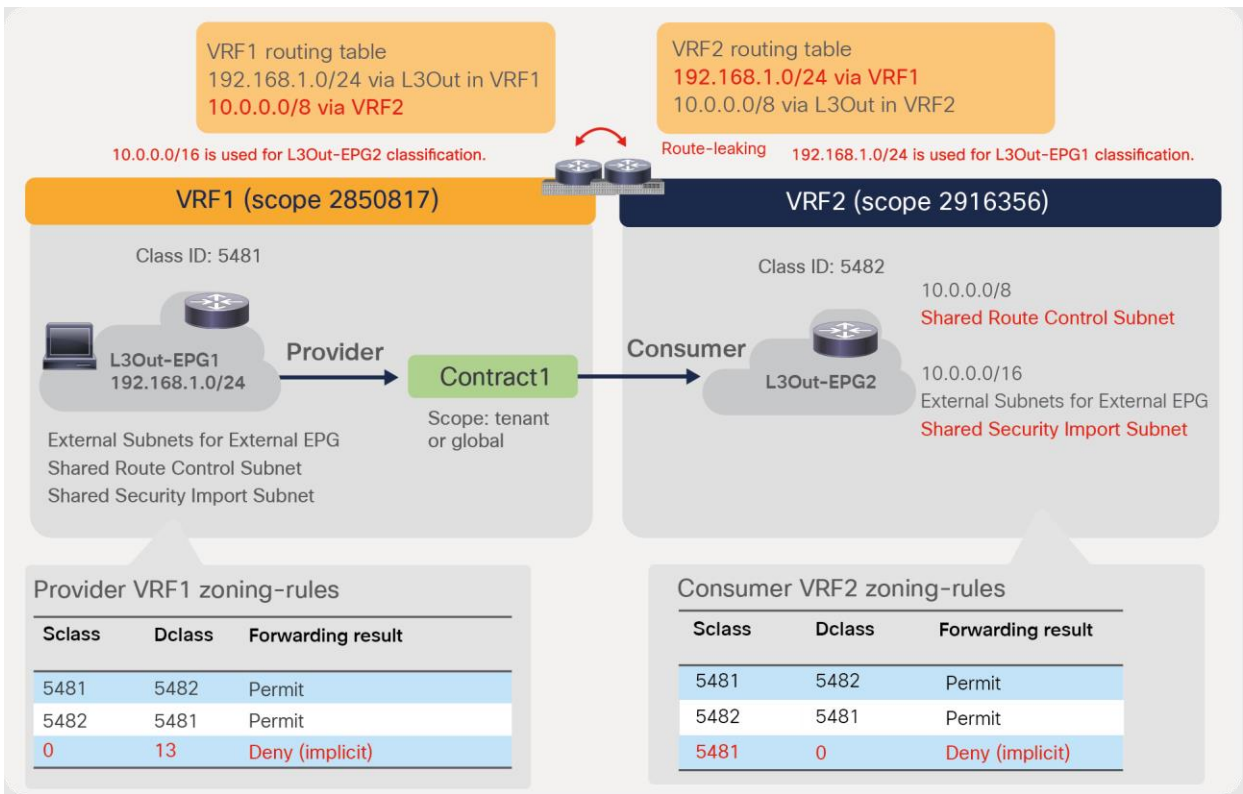 VRF1 routing table
192.168.1.0/24 via L3Out in VRF1
10.0.0.0/8 via VRF2
VRF2 routing table
192.168.1.0/24 via VRF1
10.0.0.0/8 via L3Out in VRF2
10.0.0.0/16 is used for L3Out-EPG2 classification.
Route-leaking
192.168.1.0/24 is used for L3Out-EPG1 classification.
VRF1 (scope 2850817)
VRF2 (scope 2916356)
Class ID: 5481
L3Out-EPG1
192.168.1.0/24
Provider
Contract1
Scope: tenant
or global
Consumer
Class ID: 5482
L3Out-EPG2
10.0.0.0/8
Shared Route Control Subnet
10.0.0.0/16
External Subnets for External EPG
Shared Security Import Subnet
External Subnets for External EPG
Shared Route Control Subnet
Shared Security Import Subnet
Provider VRF1 zoning-rules
Sclass Dclass Forwarding result
5481 5482 Permit
5482 5481 Permit
0 13 Deny (implicit)
Consumer VRF2 zoning-rules
Sclass Dclass Forwarding result
5481 5482 Permit
5482 5481 Permit
5481 0 Deny (implicit)